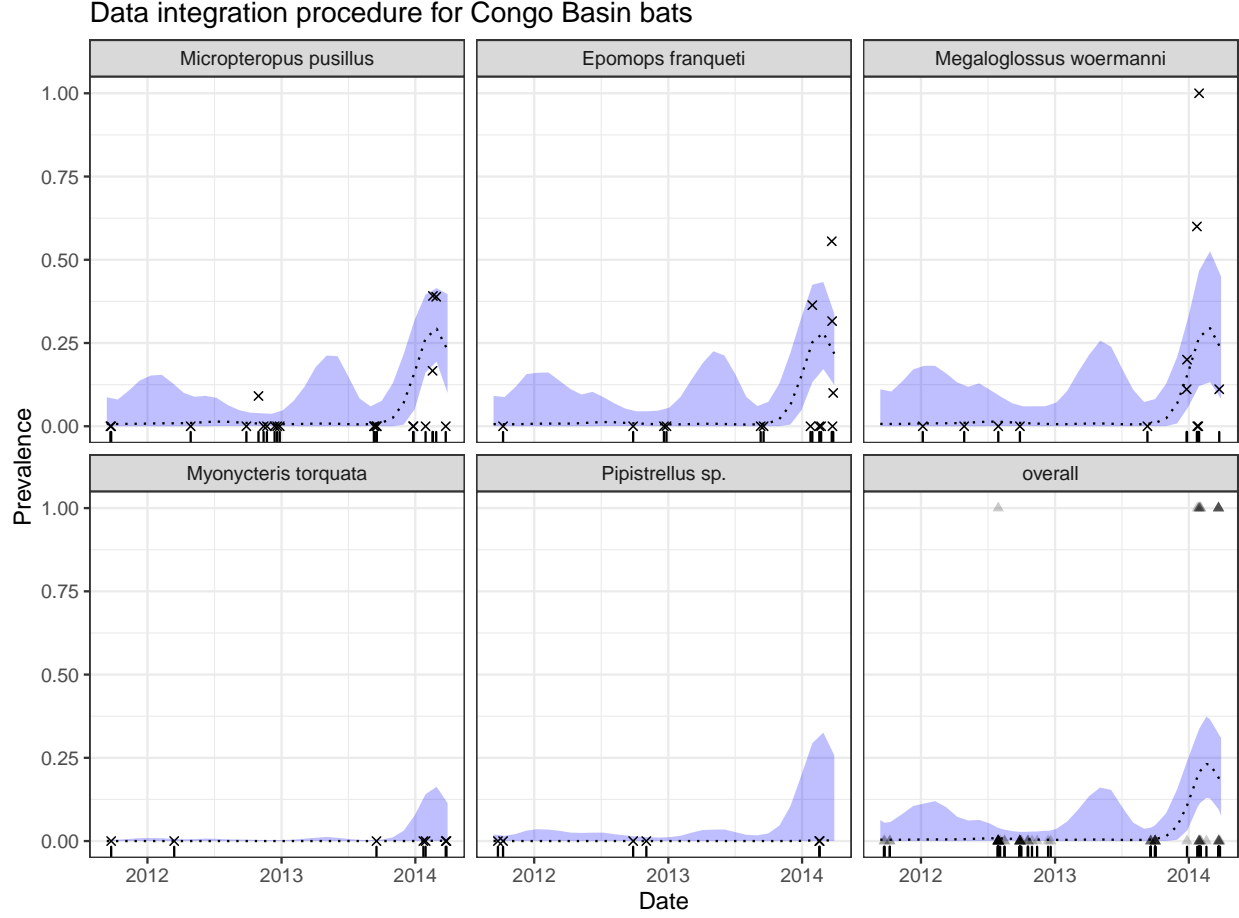 Data integration procedure for Congo Basin bats
Micropteropus pusillus
Epomops franqueti
Megaloglossus woermanni
1.00
0.75
0.50
0.25
0.00
Myonycteris torquata
Pipistrellus sp.
overall
1.00
0.75
0.50
0.25
0.00
Prevalence
2012 2013 2014
2012 2013 2014
2012 2013 2014
Date